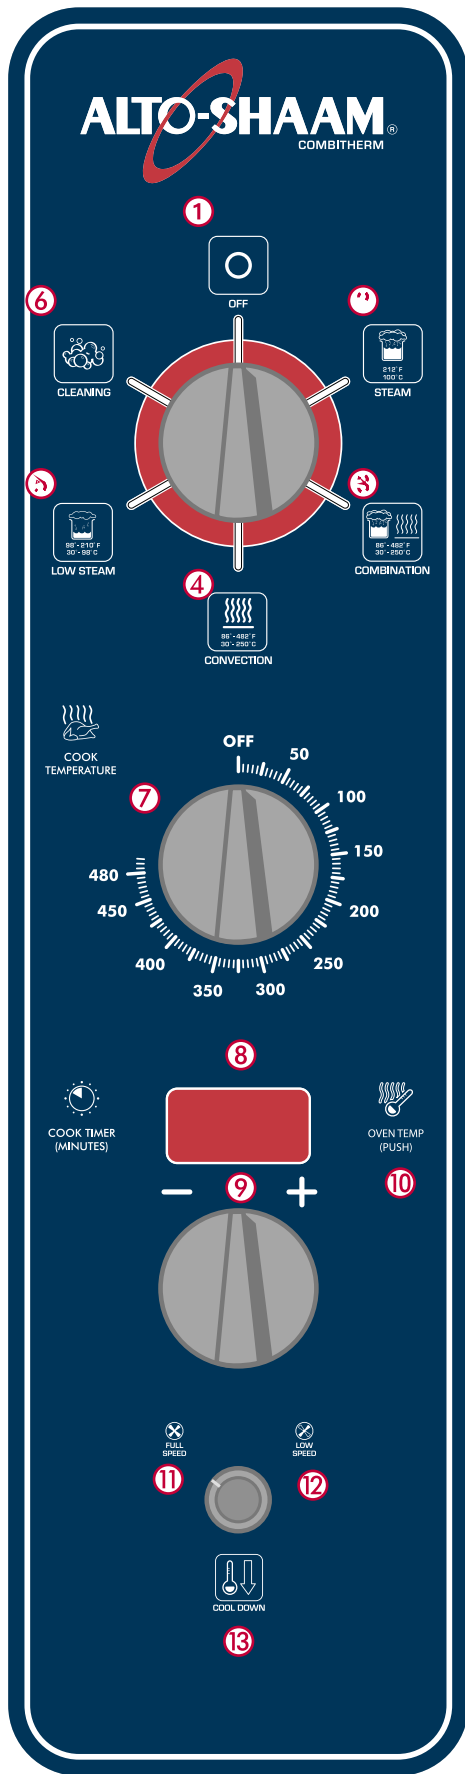 ALTO-SHAAM®
COMBITHERM
1
OFF
6
CLEANING
212°F
100°C
STEAM
98°-210°F
30°-98°C
LOW STEAM
86°-482°F
30°-250°C
COMBINATION
4
86°-482°F
30°-250°C
CONVECTION
COOK
TEMPERATURE
7
OFF
50
100
150
200
250
300
350
400
450
480
8
COOK TIMER
(MINUTES)
OVEN TEMP
(PUSH)
10
− 9 +
FULL
SPEED
11
LOW
SPEED
12
COOL DOWN
13